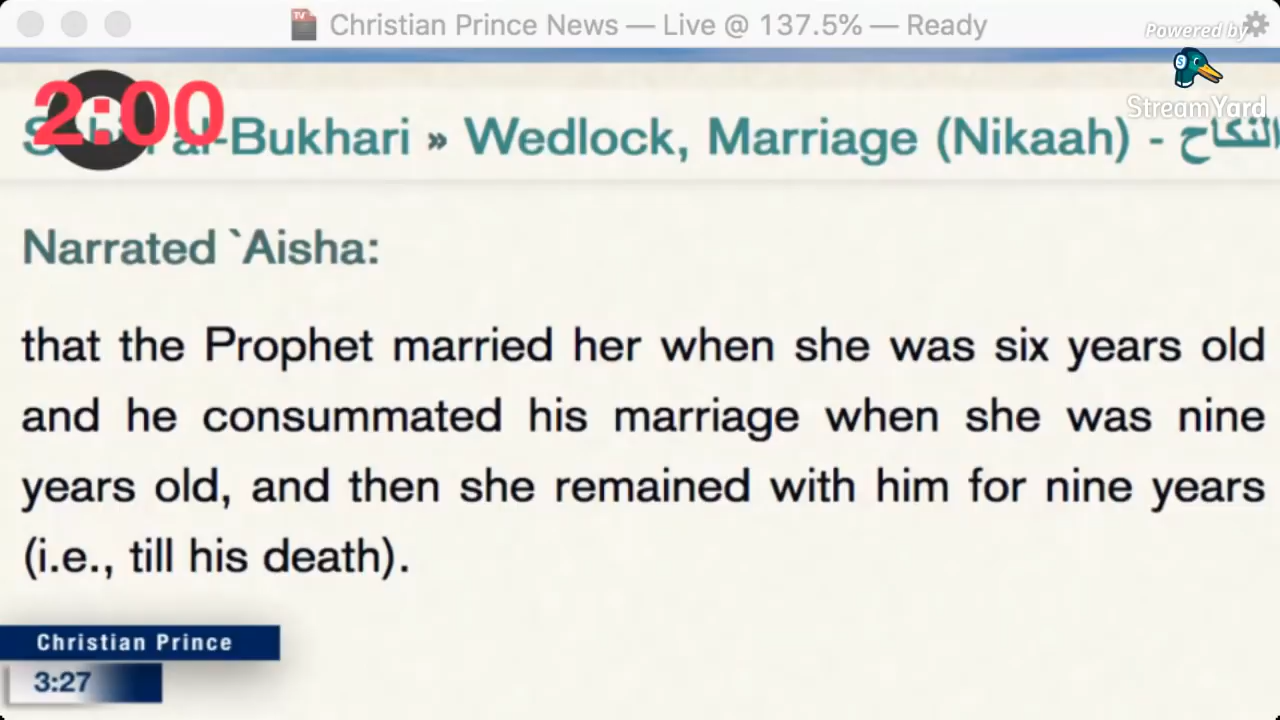 Christian Prince News — Live @ 137.5% — Ready
Powered by
StreamYard
2:00
al-Bukhari » Wedlock, Marriage (Nikaah) - النكاح
Narrated `Aisha:
that the Prophet married her when she was six years old
and he consummated his marriage when she was nine
years old, and then she remained with him for nine years
(i.e., till his death).
Christian Prince
3:27